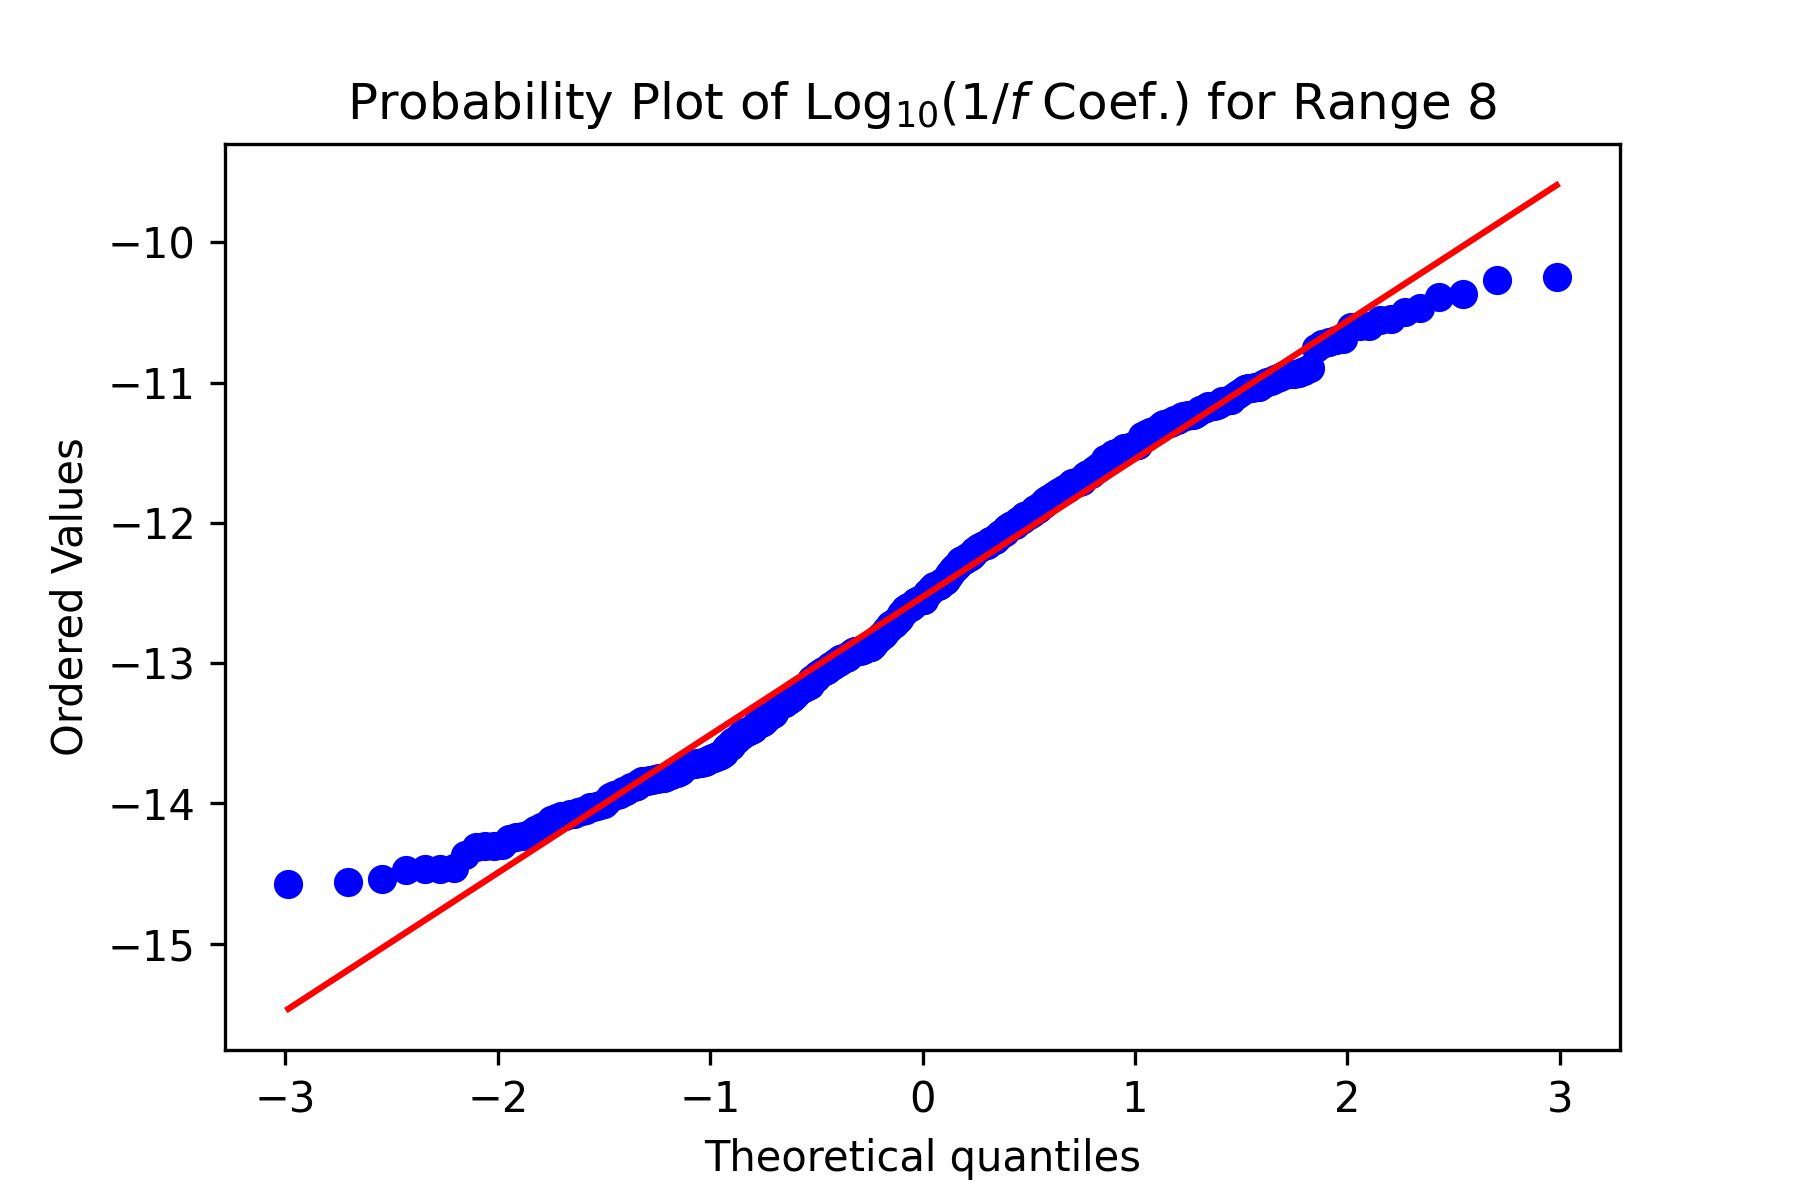 Probability Plot of Log₁₀(1/f Coef.) for Range 8
Ordered Values
−10
−11
−12
−13
−14
−15
−3 −2 −1 0 1 2 3
Theoretical quantiles